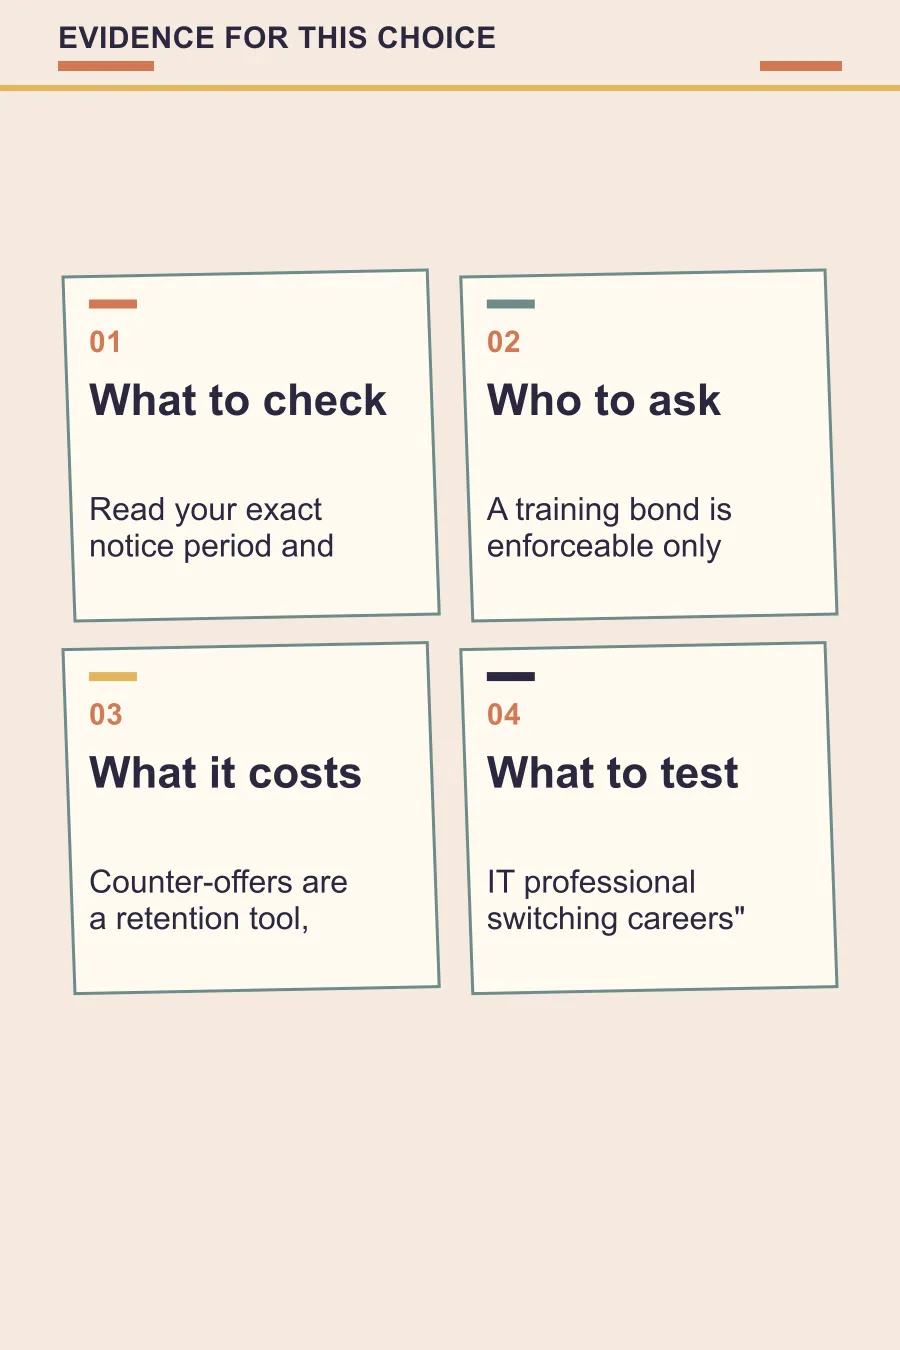 EVIDENCE FOR THIS CHOICE
01
What to check
Read your exact
notice period and
02
Who to ask
A training bond is
enforceable only
03
What it costs
Counter-offers are
a retention tool,
04
What to test
IT professional
switching careers"